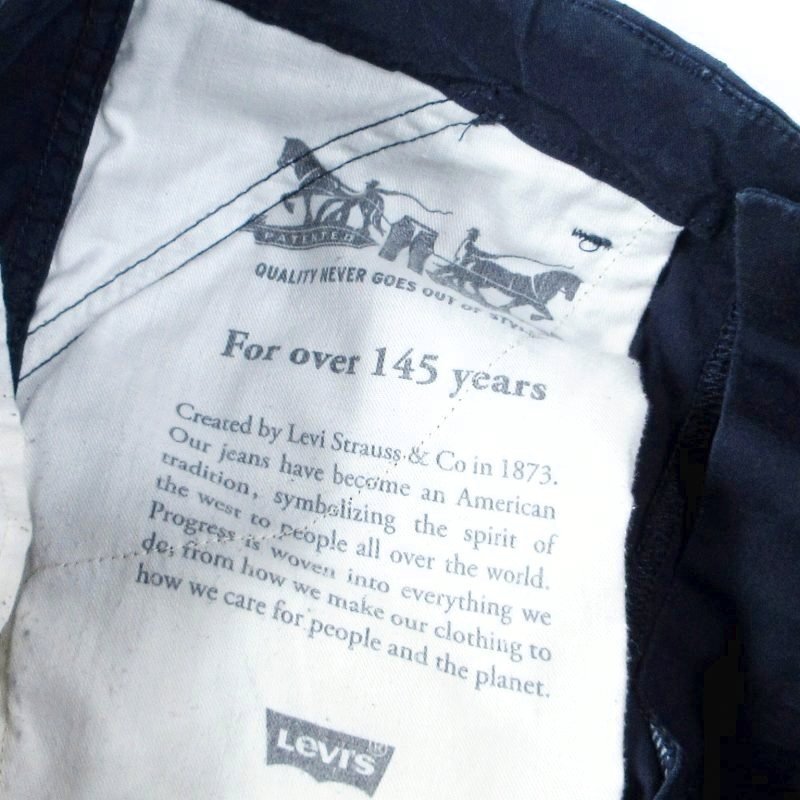 PATENTED
QUALITY NEVER GOES OUT OF STYLE
For over 145 years
Created by Levi Strauss & Co in 1873.
Our jeans have become an American
tradition, symbolizing the spirit of
the west to people all over the world.
Progress is woven into everything we
do, from how we make our clothing to
how we care for people and the planet.
Levi's ®